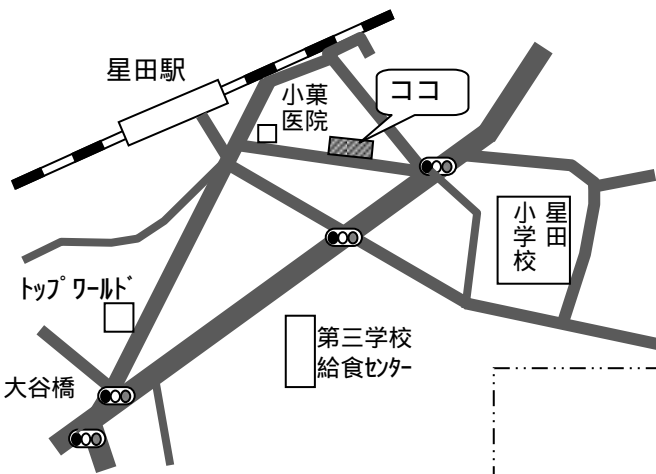 星田駅
小菓
医院
ココ
星田
小学校
トップワールド
第三学校
給食センター
大谷橋